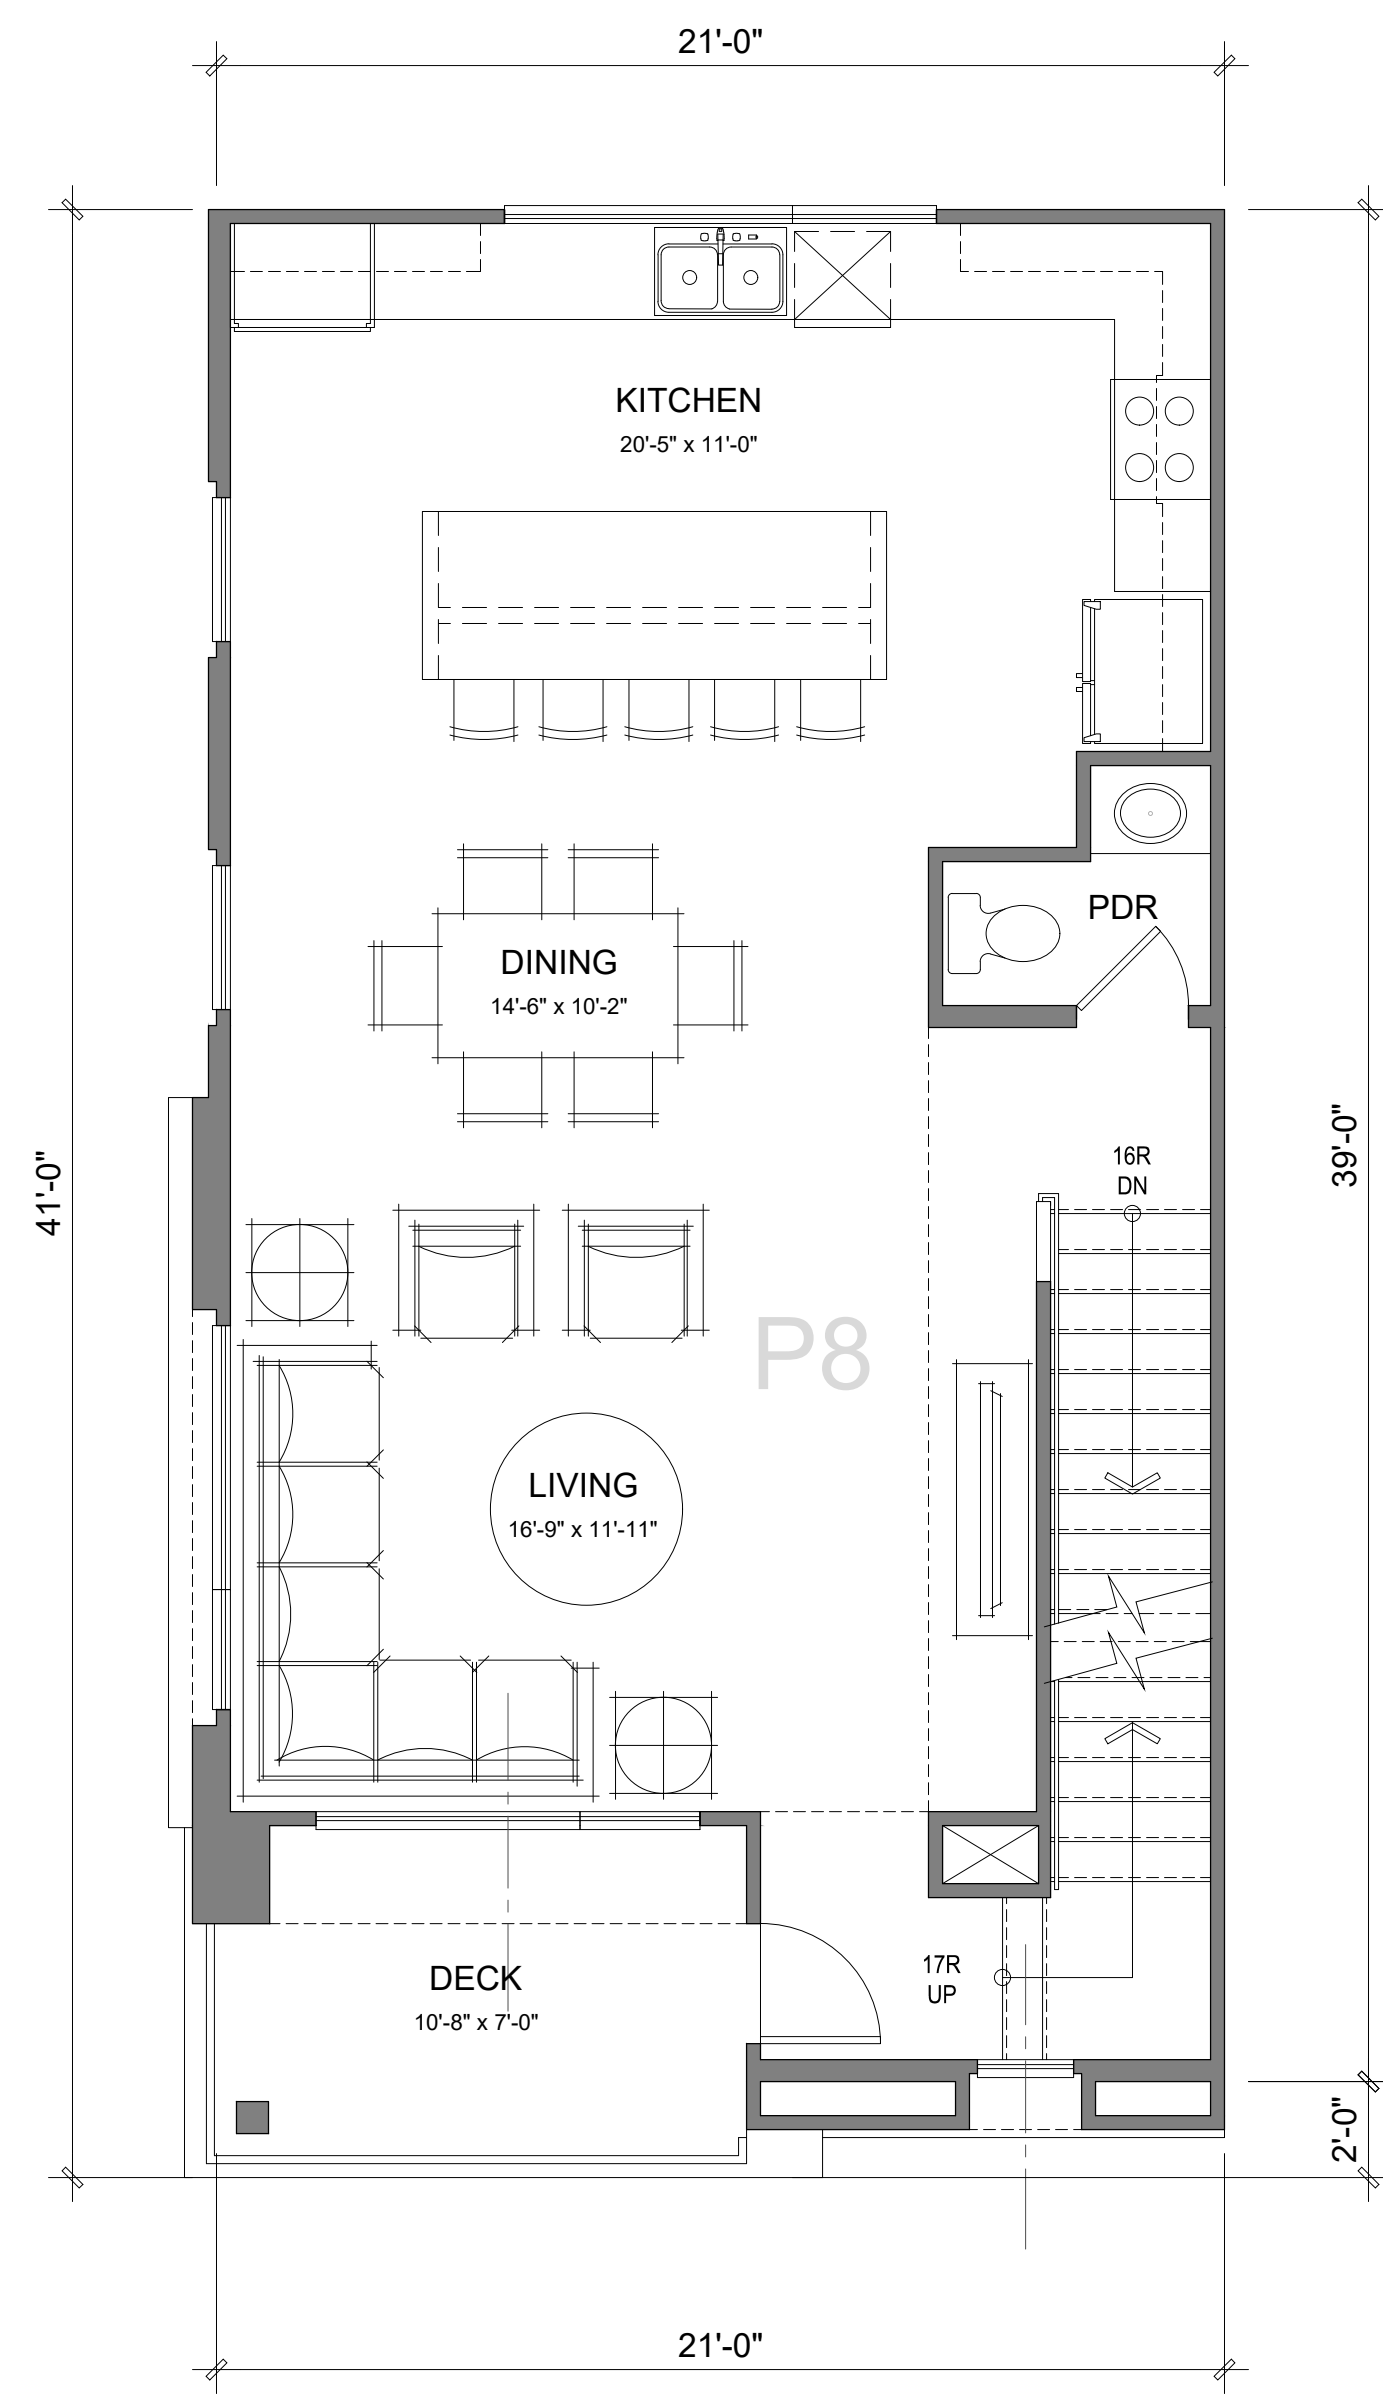 21'-0"
KITCHEN
20'-5" x 11'-0"
PDR
DINING
14'-6" x 10'-2"
41'-0"
39'-0"
16R
DN
P8
LIVING
16'-9" x 11'-11"
17R
UP
DECK
10'-8" x 7'-0"
2'-0"
21'-0"